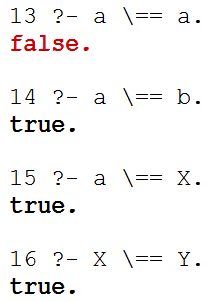 13 ?- a \== a.
false.
14 ?- a \== b.
true.
15 ?- a \== X.
true.
16 ?- X \== Y.
true.